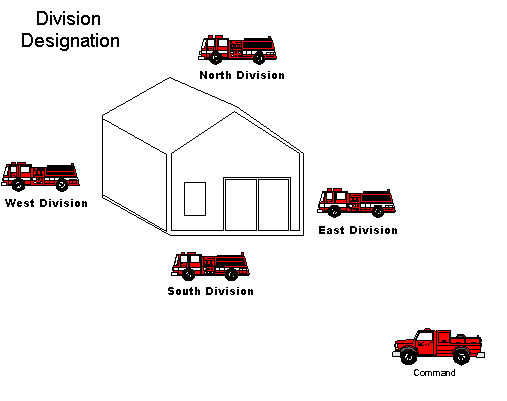 Division
Designation
North Division
West Division
East Division
South Division
Command